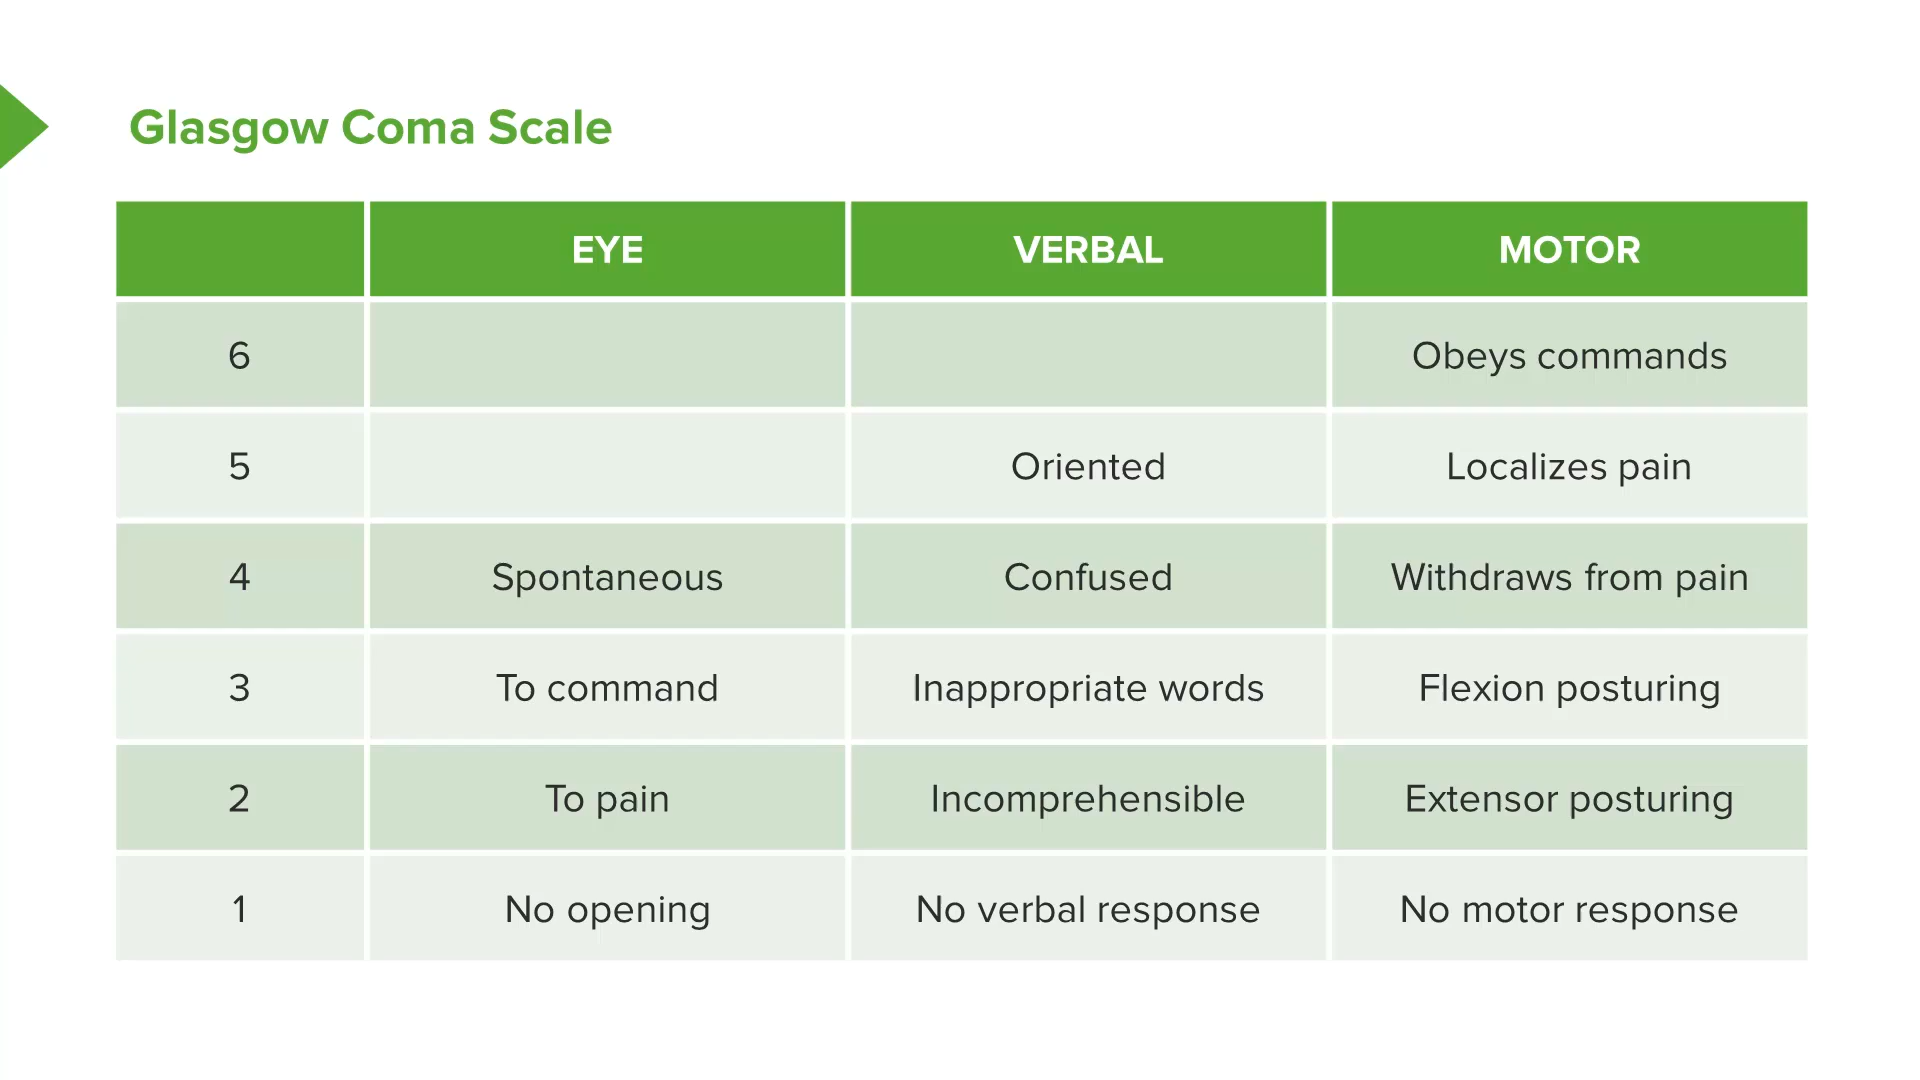 Glasgow Coma Scale
EYE VERBAL MOTOR
6 Obeys commands
5 Oriented Localizes pain
4 Spontaneous Confused Withdraws from pain
3 To command Inappropriate words Flexion posturing
2 To pain Incomprehensible Extensor posturing
1 No opening No verbal response No motor response